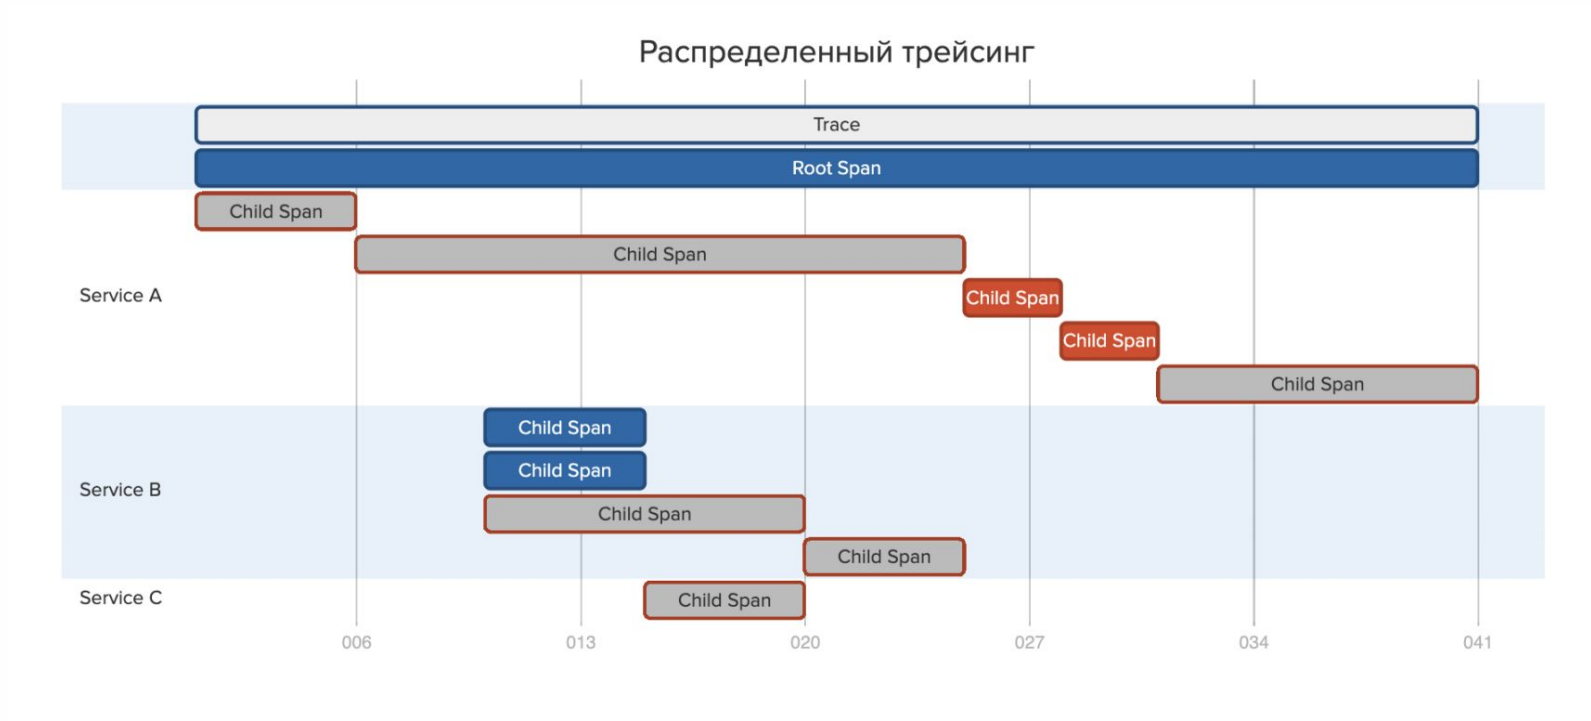 Распределенный трейсинг
Trace
Root Span
Child Span
Child Span
Service A
Child Span
Child Span
Child Span
Child Span
Child Span
Service B
Child Span
Child Span
Service C
Child Span
006 013 020 027 034 041